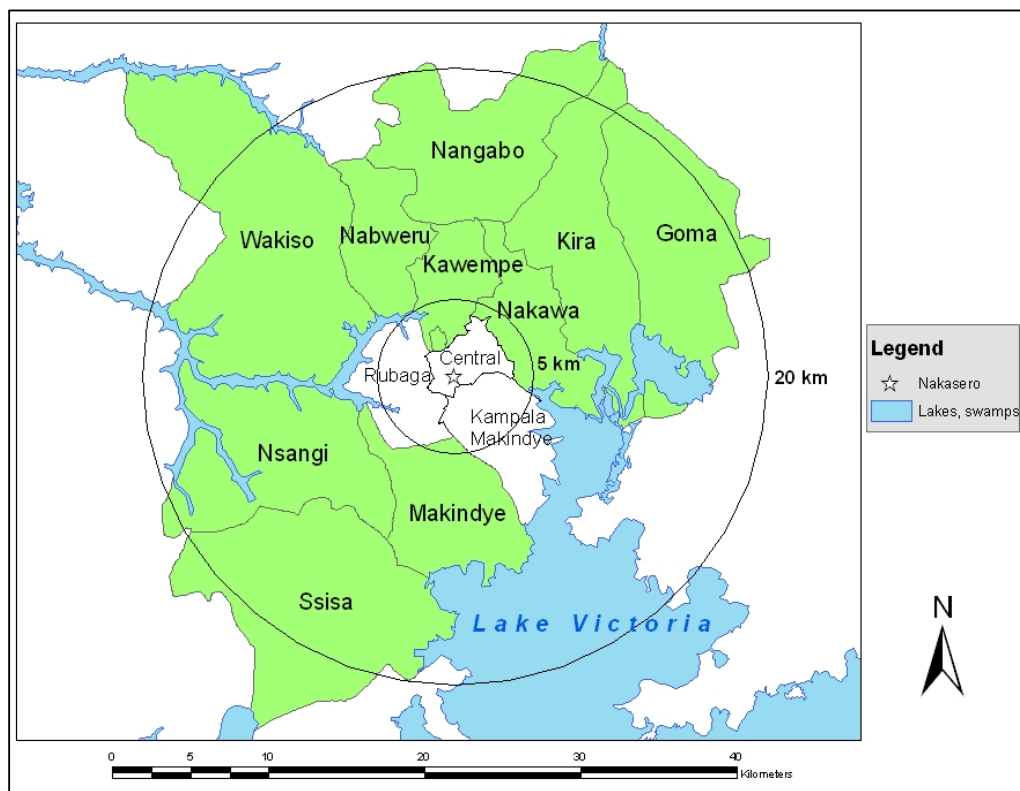 Nangabo
Wakiso
Nabweru
Kira
Goma
Kawempe
Nakawa
Central
5 km
Rubaga
20 km
Kampala
Makindye
Nsangi
Makindye
Ssisa
Lake Victoria
Legend
Nakasero
Lakes, swamps
N
0 5 10 20 30 40
Kilometers